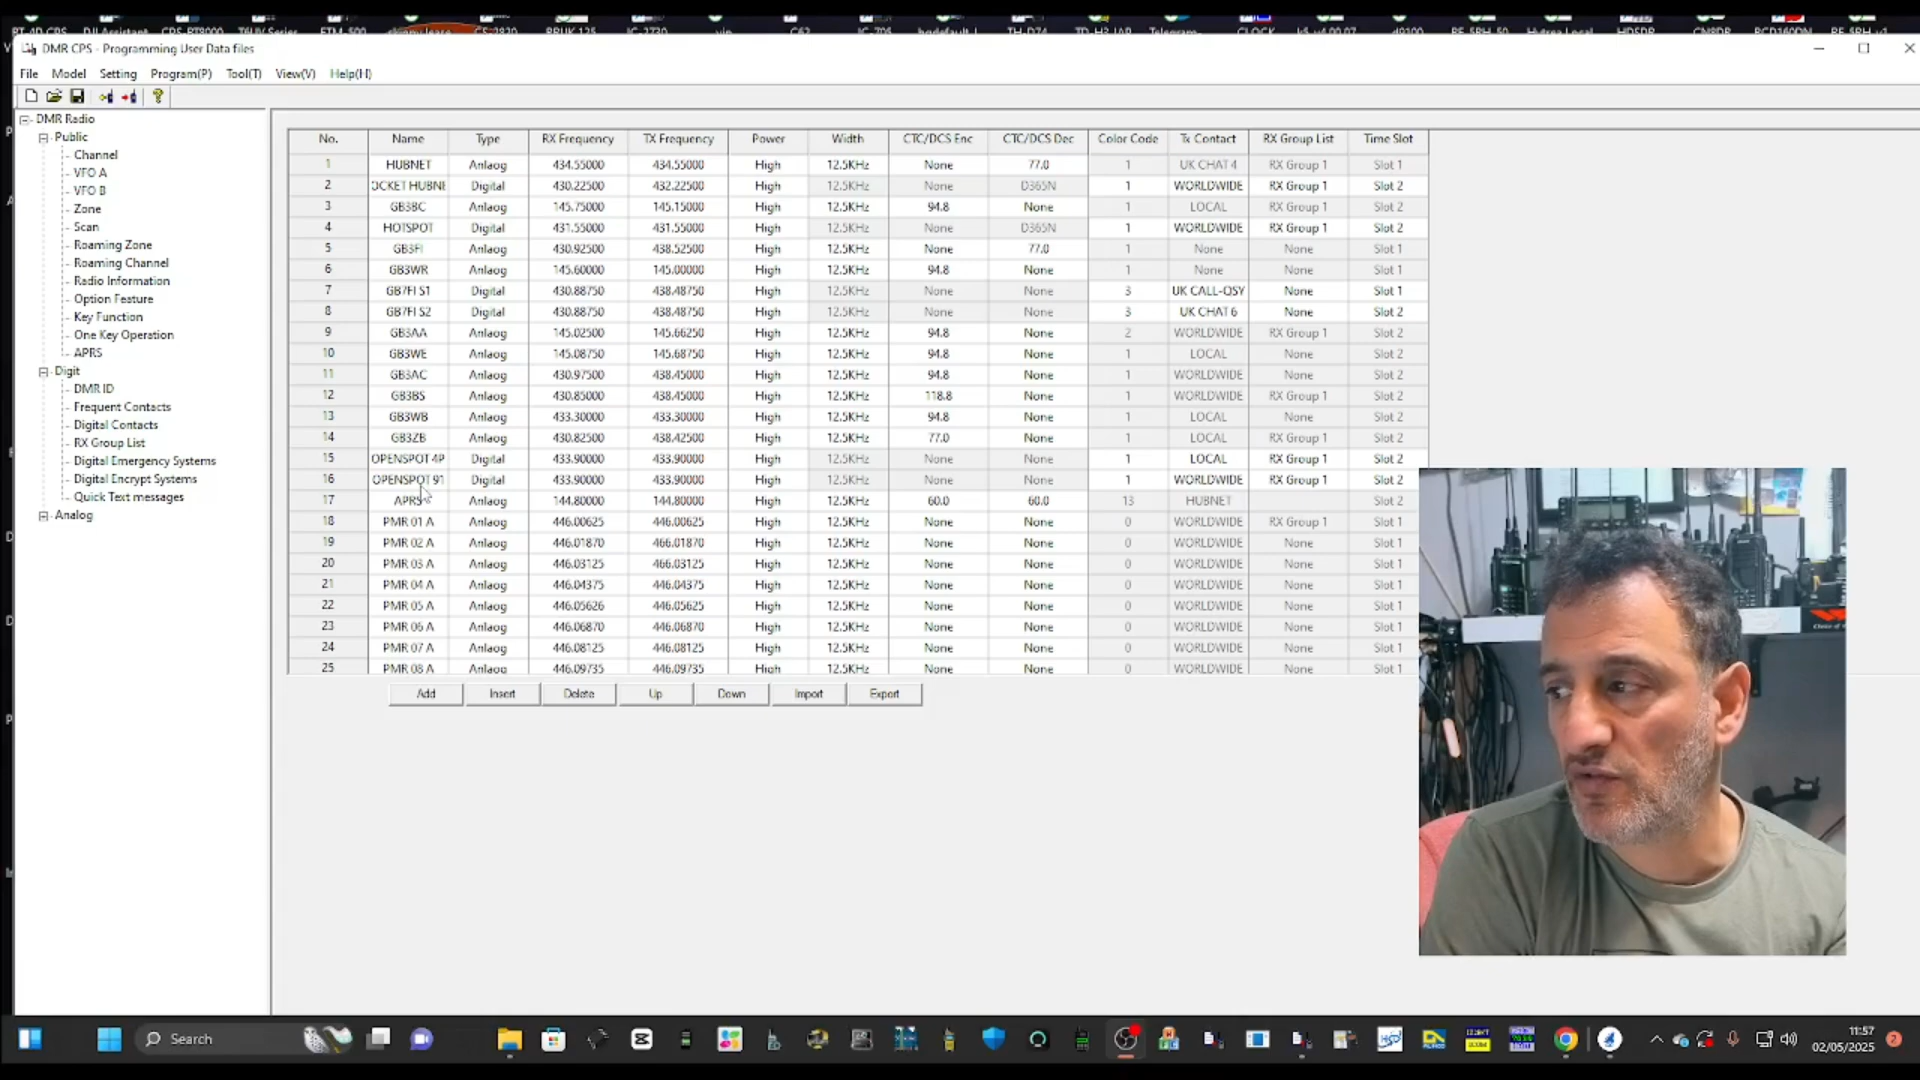 DMR CPS - Programming User Data files
File Model Setting Program(P) Tool(T) View(V) Help(H)
DMR Radio
Public
Channel
VFO A
VFO B
Zone
Scan
Roaming Zone
Roaming Channel
Radio Information
Option Feature
Key Function
One Key Operation
APRS
Digit
DMR ID
Frequent Contacts
Digital Contacts
RX Group List
Digital Emergency Systems
Digital Encrypt Systems
Quick Text messages
Analog
No. Name Type RX Frequency TX Frequency Power Width CTC/DCS Enc CTC/DCS Dec Color Code Tx Contact RX Group List Time Slot
1 HUBNET Anlaog 434.55000 434.55000 High 12.5KHz None 77.0 1 UK CHAT 4 RX Group 1 Slot 1
2 OCKET HUBNE Digital 430.22500 432.22500 High 12.5KHz None D365N 1 WORLDWIDE RX Group 1 Slot 2
3 GB3BC Anlaog 145.75000 145.15000 High 12.5KHz 94.8 None 1 LOCAL RX Group 1 Slot 2
4 HOTSPOT Digital 431.55000 431.55000 High 12.5KHz None D365N 1 WORLDWIDE RX Group 1 Slot 2
5 GB3FI Anlaog 430.92500 438.52500 High 12.5KHz None 77.0 1 None None Slot 1
6 GB3WR Anlaog 145.60000 145.00000 High 12.5KHz 94.8 None 1 None None Slot 1
7 GB7FI S1 Digital 430.88750 438.48750 High 12.5KHz None None 3 UK CALL-QSY None Slot 1
8 GB7FI S2 Digital 430.88750 438.48750 High 12.5KHz None None 3 UK CHAT 6 None Slot 2
9 GB3AA Anlaog 145.02500 145.66250 High 12.5KHz 94.8 None 2 WORLDWIDE RX Group 1 Slot 2
10 GB3WE Anlaog 145.08750 145.68750 High 12.5KHz 94.8 None 1 LOCAL None Slot 2
11 GB3AC Anlaog 430.97500 438.45000 High 12.5KHz 94.8 None 1 WORLDWIDE None Slot 2
12 GB3BS Anlaog 430.85000 438.45000 High 12.5KHz 118.8 None 1 WORLDWIDE RX Group 1 Slot 2
13 GB3WB Anlaog 433.30000 433.30000 High 12.5KHz 94.8 None 1 LOCAL None Slot 2
14 GB3ZB Anlaog 430.82500 438.42500 High 12.5KHz 77.0 None 1 LOCAL RX Group 1 Slot 2
15 OPENSPOT 4P Digital 433.90000 433.90000 High 12.5KHz None None 1 LOCAL RX Group 1 Slot 2
16 OPENSPOT 91 Digital 433.90000 433.90000 High 12.5KHz None None 1 WORLDWIDE RX Group 1 Slot 2
17 APRS Anlaog 144.80000 144.80000 High 12.5KHz 60.0 60.0 13 HUBNET Slot 2
18 PMR 01 A Anlaog 446.00625 446.00625 High 12.5KHz None None 0 WORLDWIDE RX Group 1 Slot 1
19 PMR 02 A Anlaog 446.01870 466.01870 High 12.5KHz None None 0 WORLDWIDE None Slot 1
20 PMR 03 A Anlaog 446.03125 466.03125 High 12.5KHz None None 0 WORLDWIDE None Slot 1
21 PMR 04 A Anlaog 446.04375 446.04375 High 12.5KHz None None 0 WORLDWIDE None Slot 1
22 PMR 05 A Anlaog 446.05626 446.05625 High 12.5KHz None None 0 WORLDWIDE None Slot 1
23 PMR 06 A Anlaog 446.06870 446.06870 High 12.5KHz None None 0 WORLDWIDE None Slot 1
24 PMR 07 A Anlaog 446.08125 446.08125 High 12.5KHz None None 0 WORLDWIDE None Slot 1
25 PMR 08 A Anlaog 446.09735 446.09735 High 12.5KHz None None 0 WORLDWIDE None Slot 1
Add Insert Delete Up Down Import Export
Search
11:57
02/05/2025
2